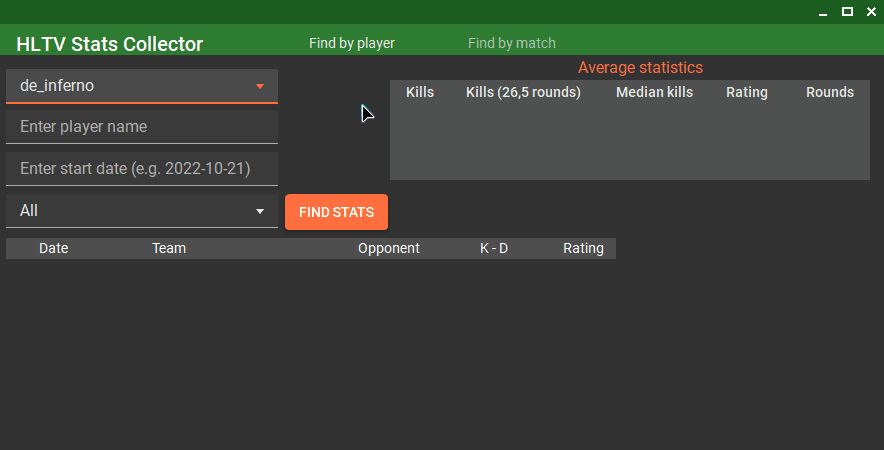 HLTV Stats Collector
Find by player
Find by match
de_inferno
Enter player name
Enter start date (e.g. 2022-10-21)
All
FIND STATS
Average statistics
Kills Kills (26,5 rounds) Median kills Rating Rounds
Date Team Opponent K - D Rating